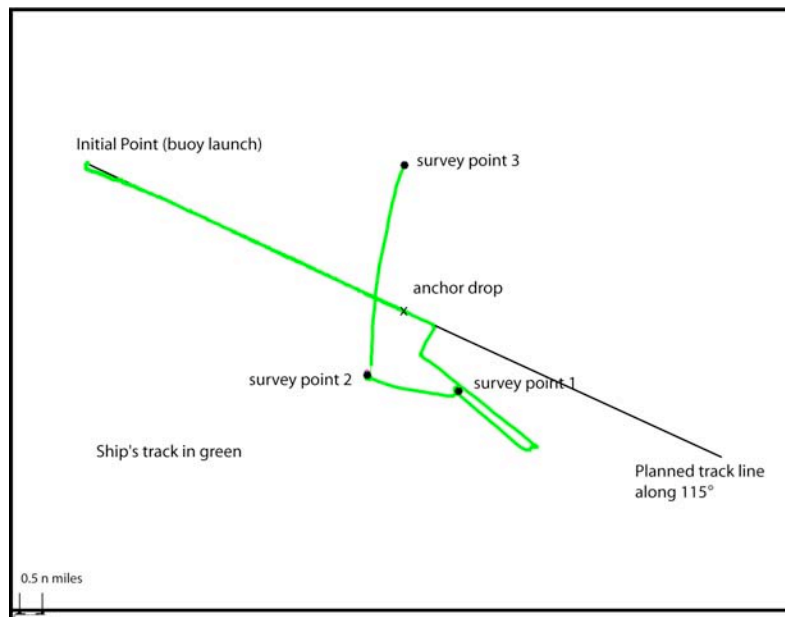 Initial Point (buoy launch)
survey point 3
anchor drop
survey point 2
survey point 1
Ship's track in green
Planned track line
along 115°
0.5 n miles